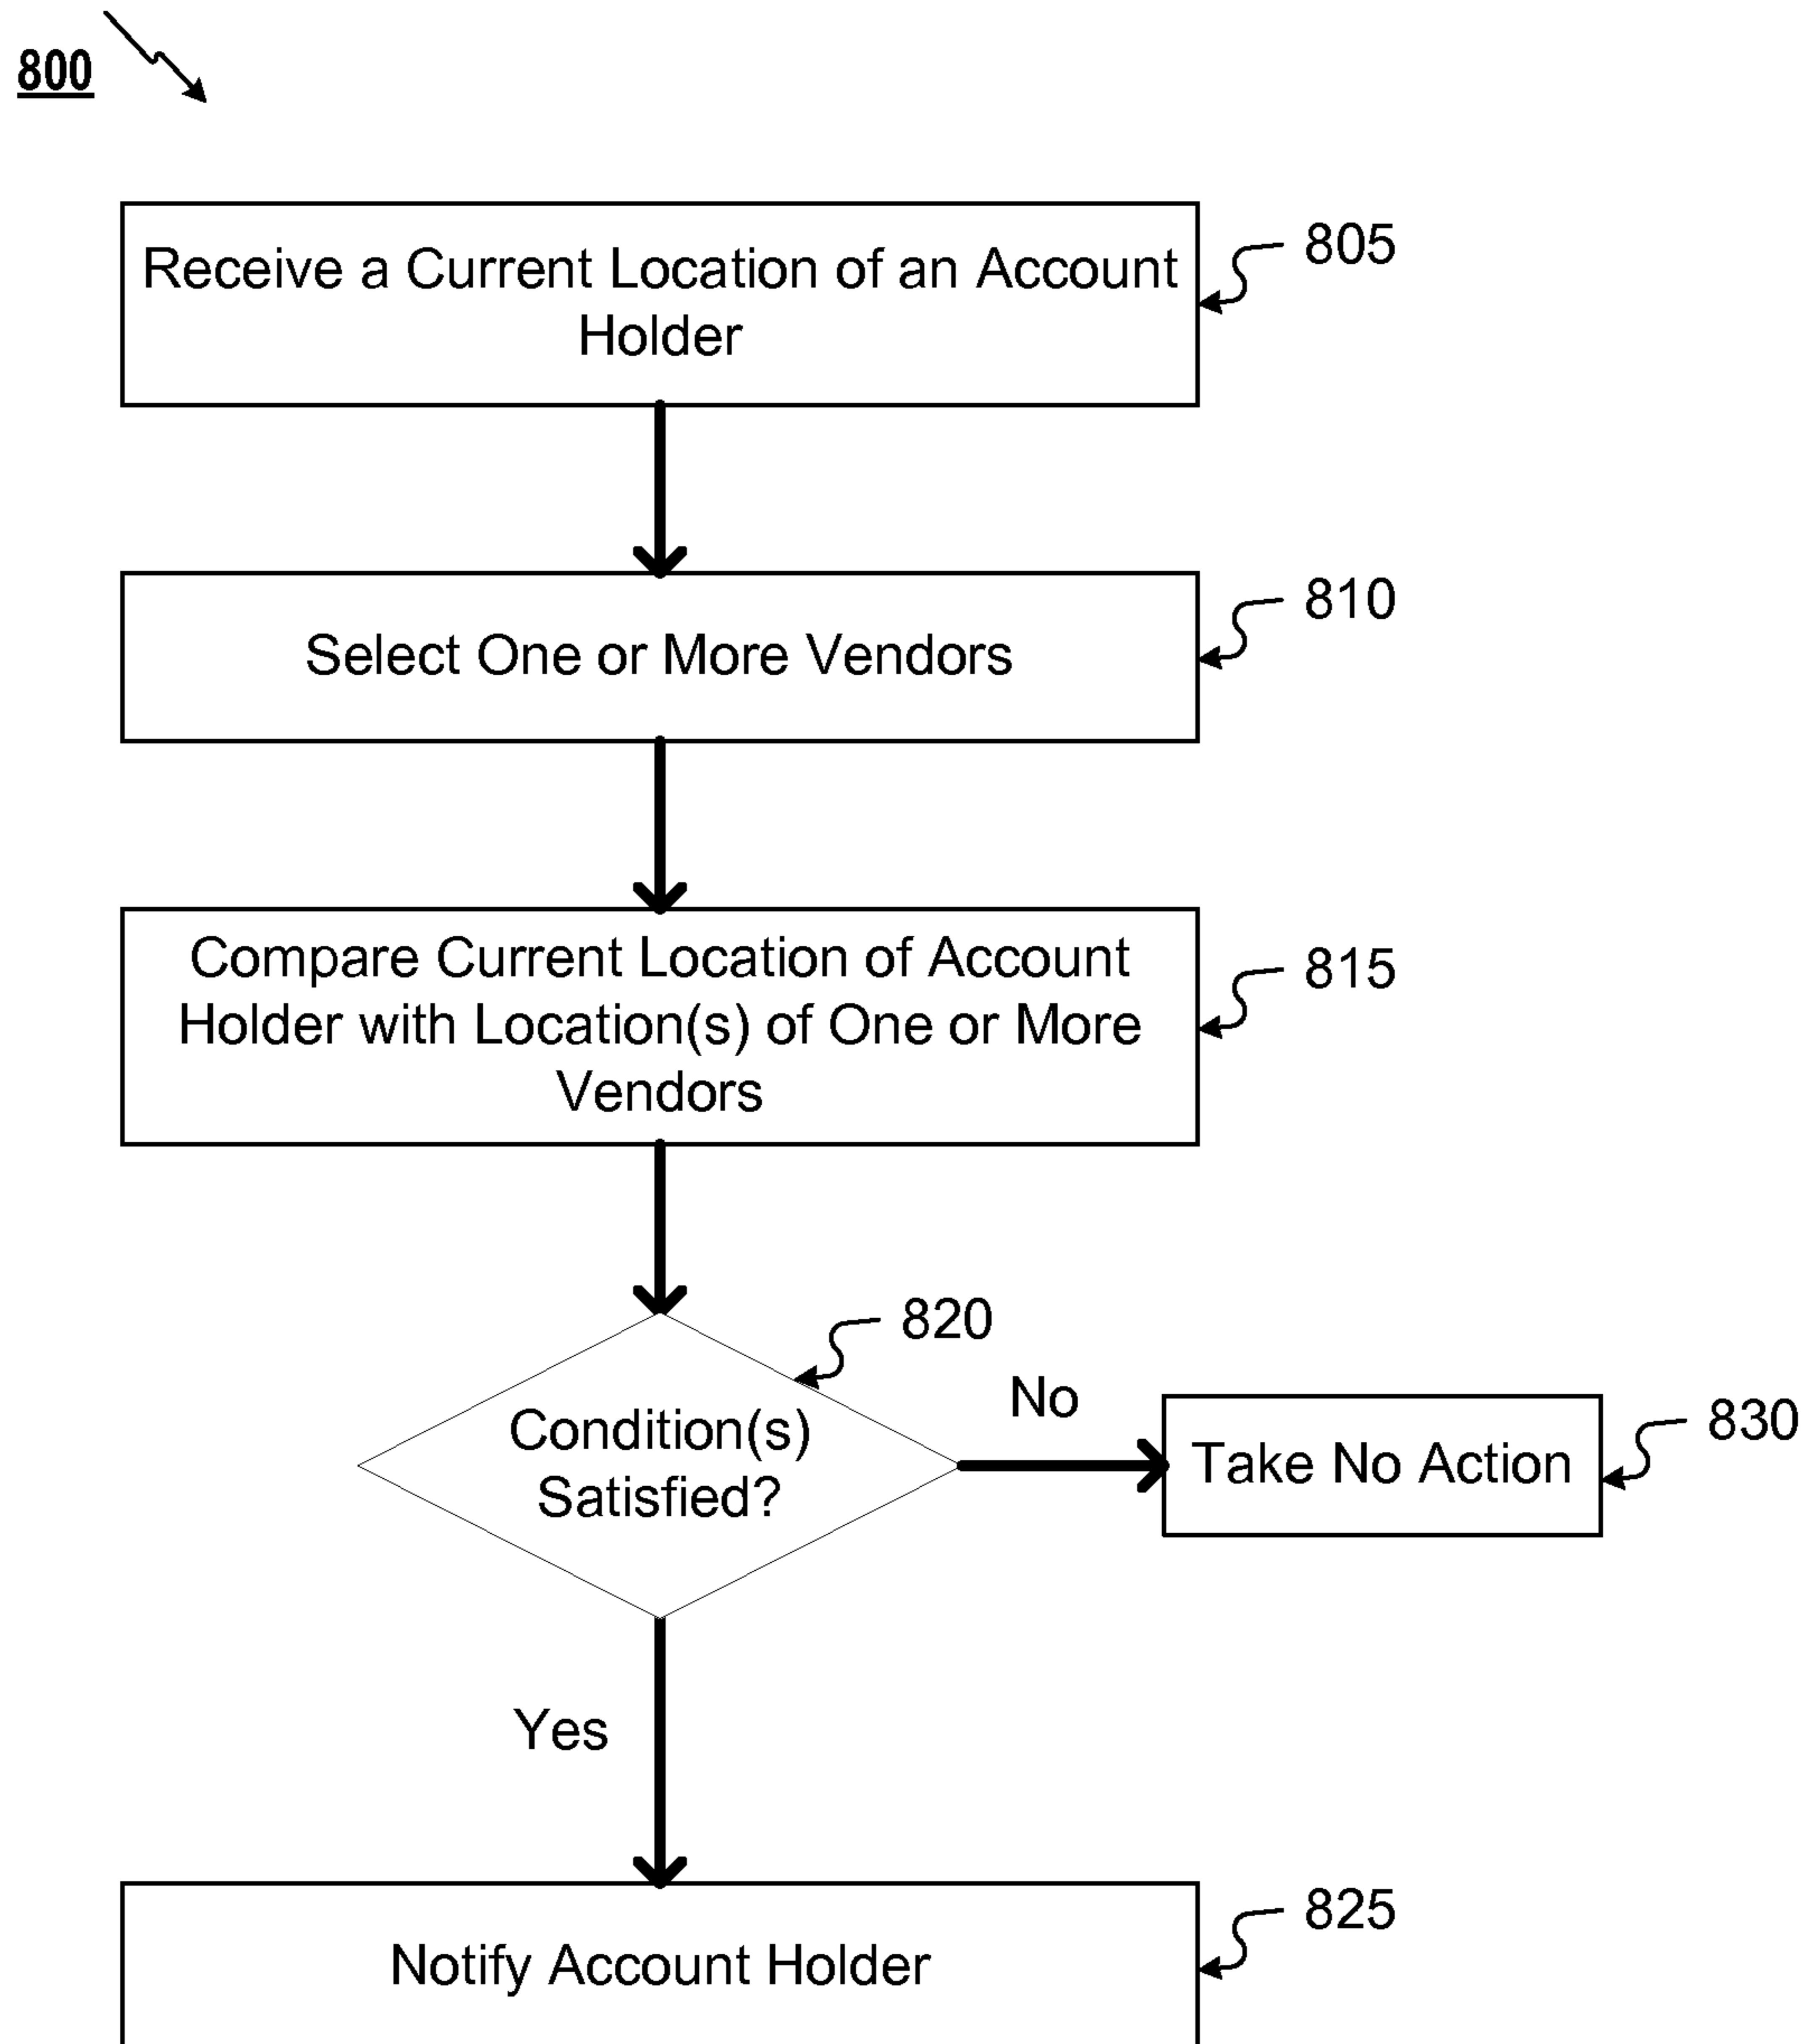 800
Receive a Current Location of an Account
Holder
805
Select One or More Vendors
810
Compare Current Location of Account
Holder with Location(s) of One or More
Vendors
815
820
Condition(s)
Satisfied?
No
Take No Action
830
Yes
Notify Account Holder
825